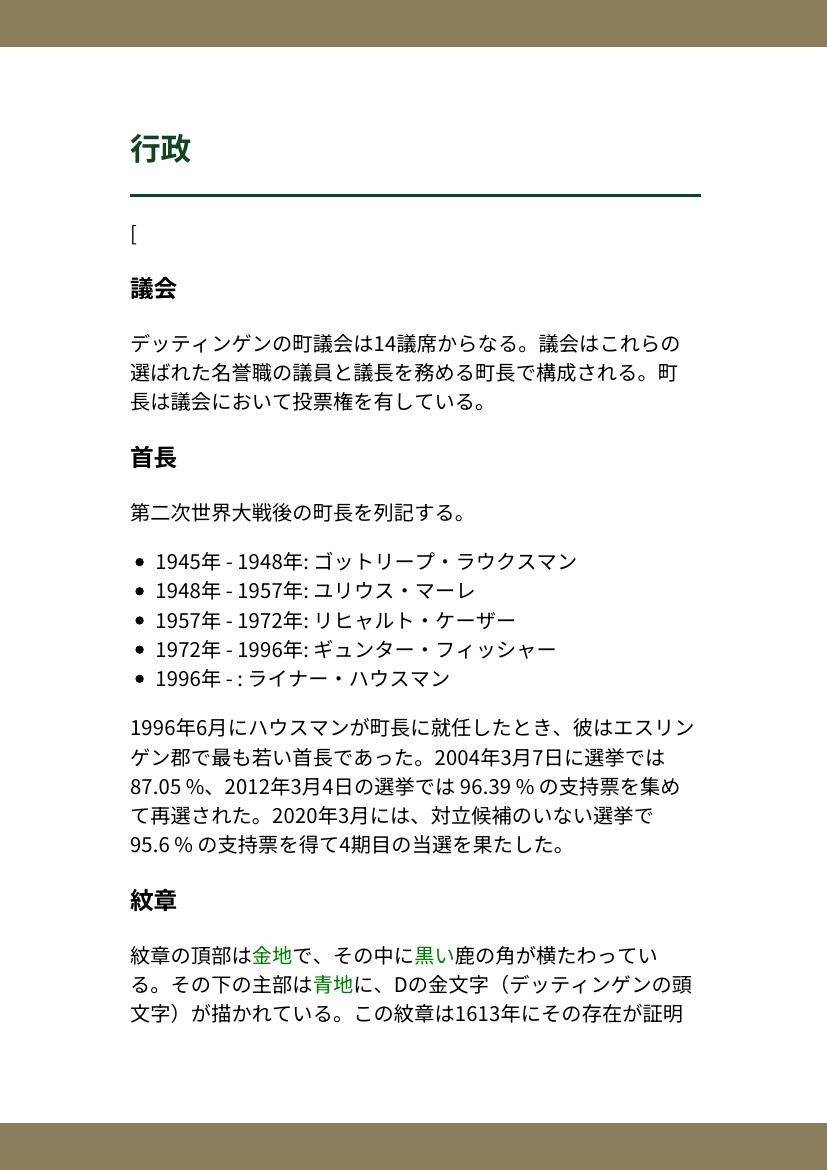 行政
[
議会
デッティンゲンの町議会は14議席からなる。議会はこれらの
選ばれた名誉職の議員と議長を務める町長で構成される。町
長は議会において投票権を有している。
首長
第二次世界大戦後の町長を列記する。
• 1945年 - 1948年: ゴットリープ・ラウクスマン
• 1948年 - 1957年: ユリウス・マーレ
• 1957年 - 1972年: リヒャルト・ケーザー
• 1972年 - 1996年: ギュンター・フィッシャー
• 1996年 - : ライナー・ハウスマン
1996年6月にハウスマンが町長に就任したとき、彼はエスリン
ゲン郡で最も若い首長であった。2004年3月7日に選挙では
87.05 %、2012年3月4日の選挙では 96.39 % の支持票を集め
て再選された。2020年3月には、対立候補のいない選挙で
95.6 % の支持票を得て4期目の当選を果たした。
紋章
紋章の頂部は金地で、その中に黒い鹿の角が横たわってい
る。その下の主部は青地に、Dの金文字（デッティンゲンの頭
文字）が描かれている。この紋章は1613年にその存在が証明